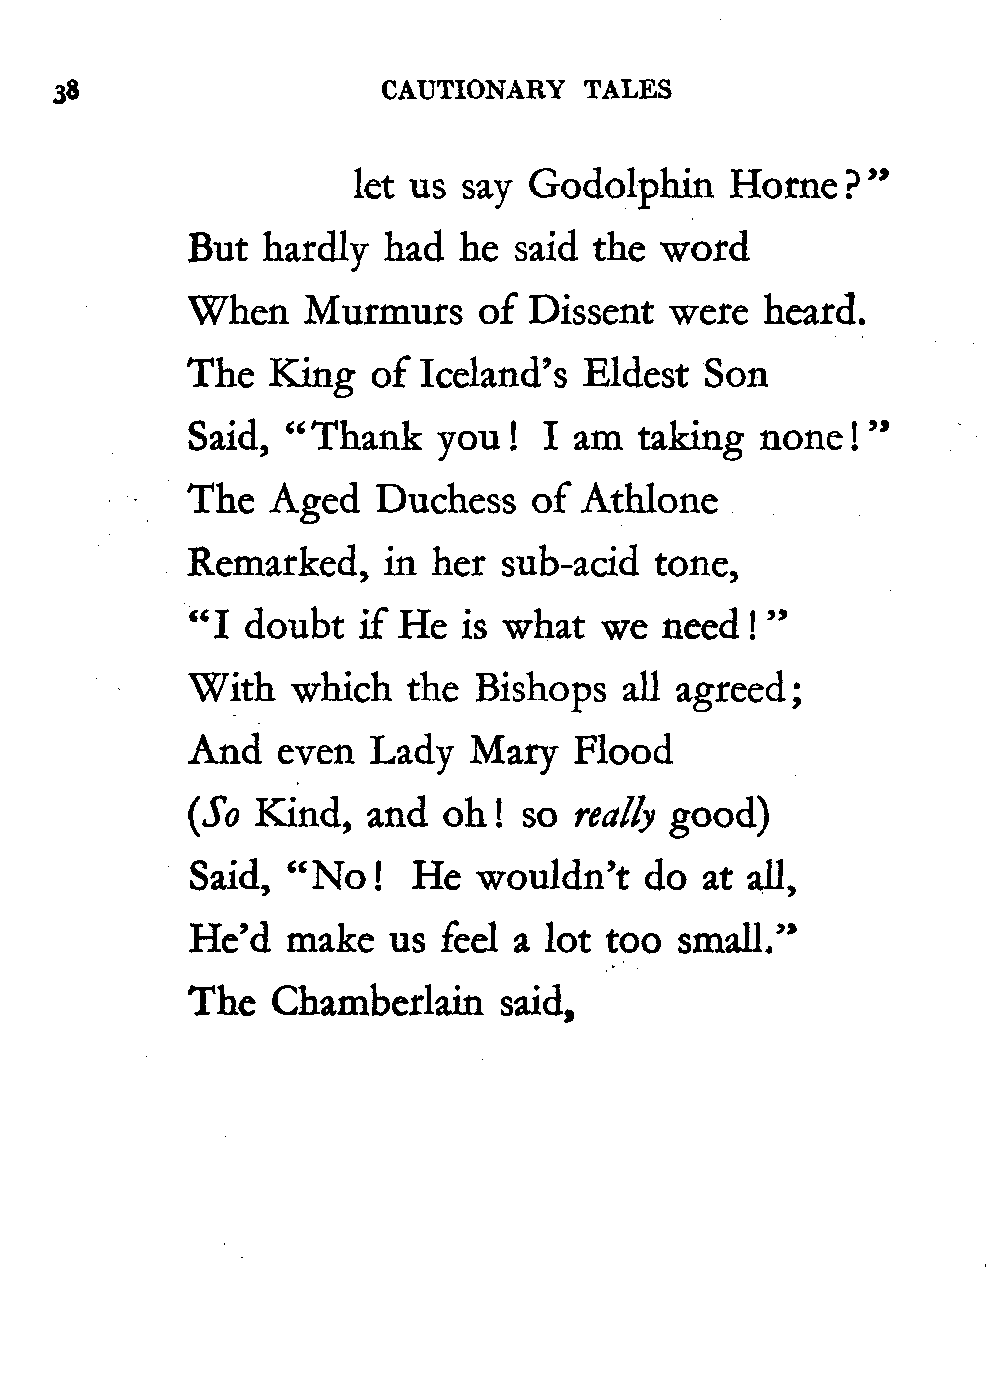 38 CAUTIONARY TALES
let us say Godolphin Horne?"
But hardly had he said the word
When Murmurs of Dissent were heard.
The King of Iceland's Eldest Son
Said, "Thank you! I am taking none!"
The Aged Duchess of Athlone
Remarked, in her sub-acid tone,
"I doubt if He is what we need!"
With which the Bishops all agreed;
And even Lady Mary Flood
(So Kind, and oh! so really good)
Said, "No! He wouldn't do at all,
He'd make us feel a lot too small."
The Chamberlain said,